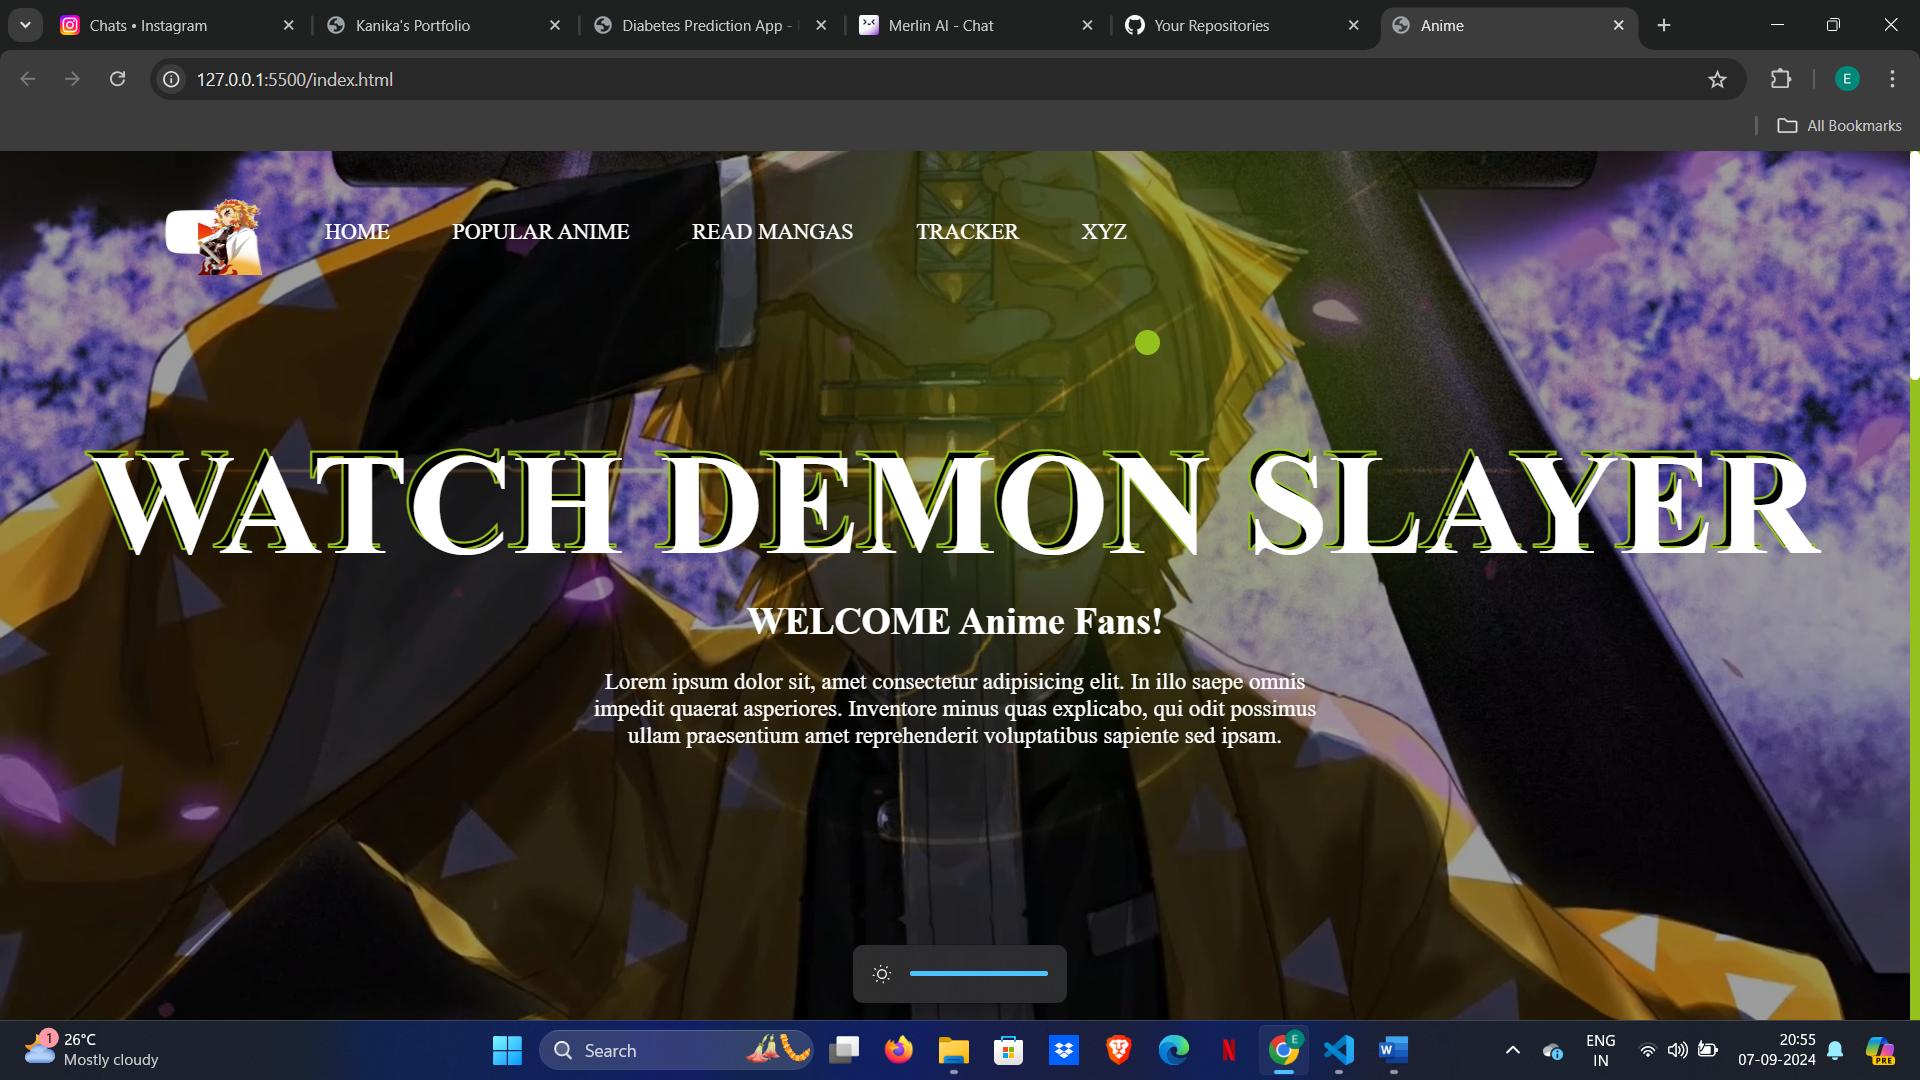 Chats • Instagram
Kanika's Portfolio
Diabetes Prediction App -
Merlin AI - Chat
Your Repositories
Anime
127.0.0.1:5500/index.html
E
All Bookmarks
HOME
POPULAR ANIME
READ MANGAS
TRACKER
XYZ
WATCH DEMON SLAYER
WELCOME Anime Fans!
Lorem ipsum dolor sit, amet consectetur adipisicing elit. In illo saepe omnis
impedit quaerat asperiores. Inventore minus quas explicabo, qui odit possimus
ullam praesentium amet reprehenderit voluptatibus sapiente sed ipsam.
1
26°C
Mostly cloudy
Search
N
E
W
ENG
IN
20:55
07-09-2024
PRE